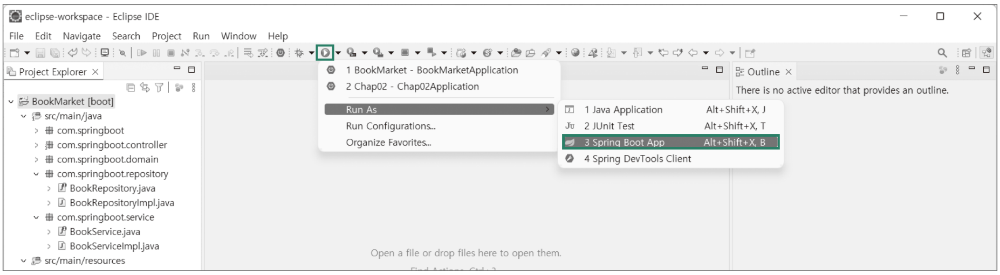 eclipse-workspace - Eclipse IDE
File Edit Navigate Search Project Run Window Help
Project Explorer
BookMarket [boot]
src/main/java
com.springboot
com.springboot.controller
com.springboot.domain
com.springboot.repository
BookRepository.java
BookRepositoryImpl.java
com.springboot.service
BookService.java
BookServiceImpl.java
src/main/resources
1 BookMarket - BookMarketApplication
2 Chap02 - Chap02Application
Run As
Run Configurations...
Organize Favorites...
1 Java Application Alt+Shift+X, J
2 JUnit Test Alt+Shift+X, T
3 Spring Boot App Alt+Shift+X, B
4 Spring DevTools Client
Open a file or drop files here to open them.
Find Actions Ctrl+3
Outline
There is no active editor that provides an outline.